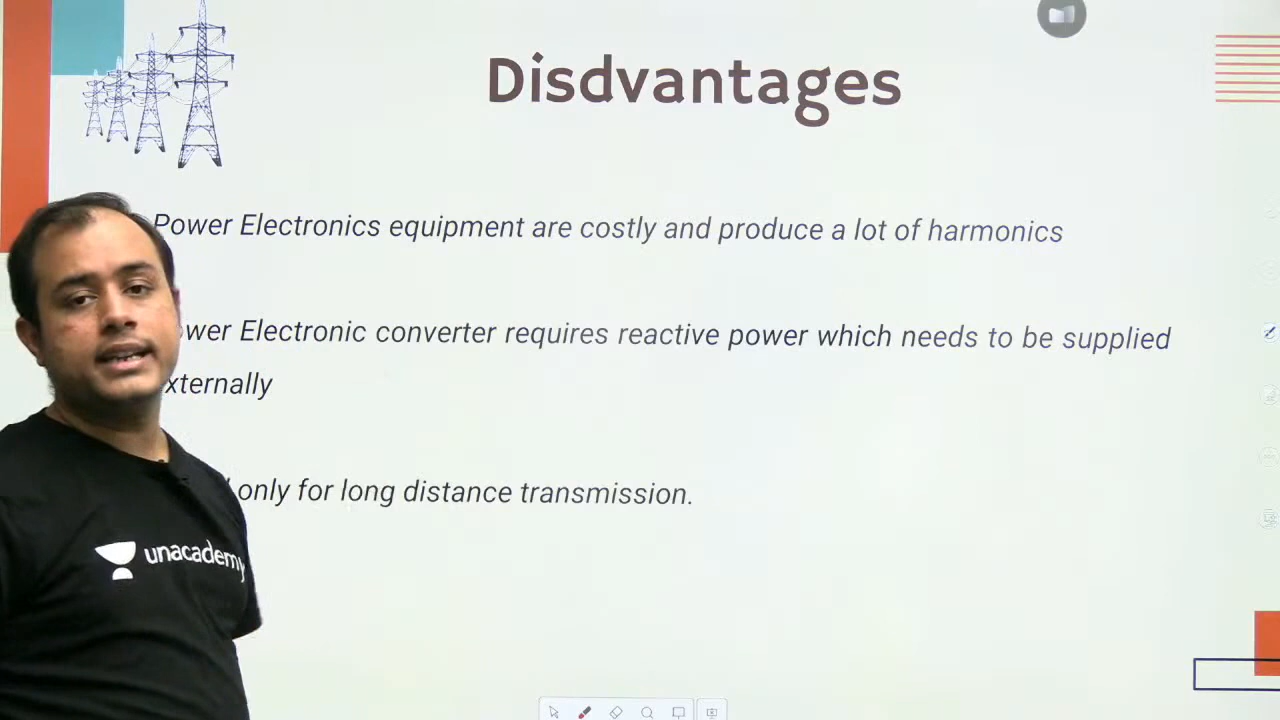 Disdvantages
Power Electronics equipment are costly and produce a lot of harmonics
ower Electronic converter requires reactive power which needs to be supplied
xternally
only for long distance transmission.
unacademy